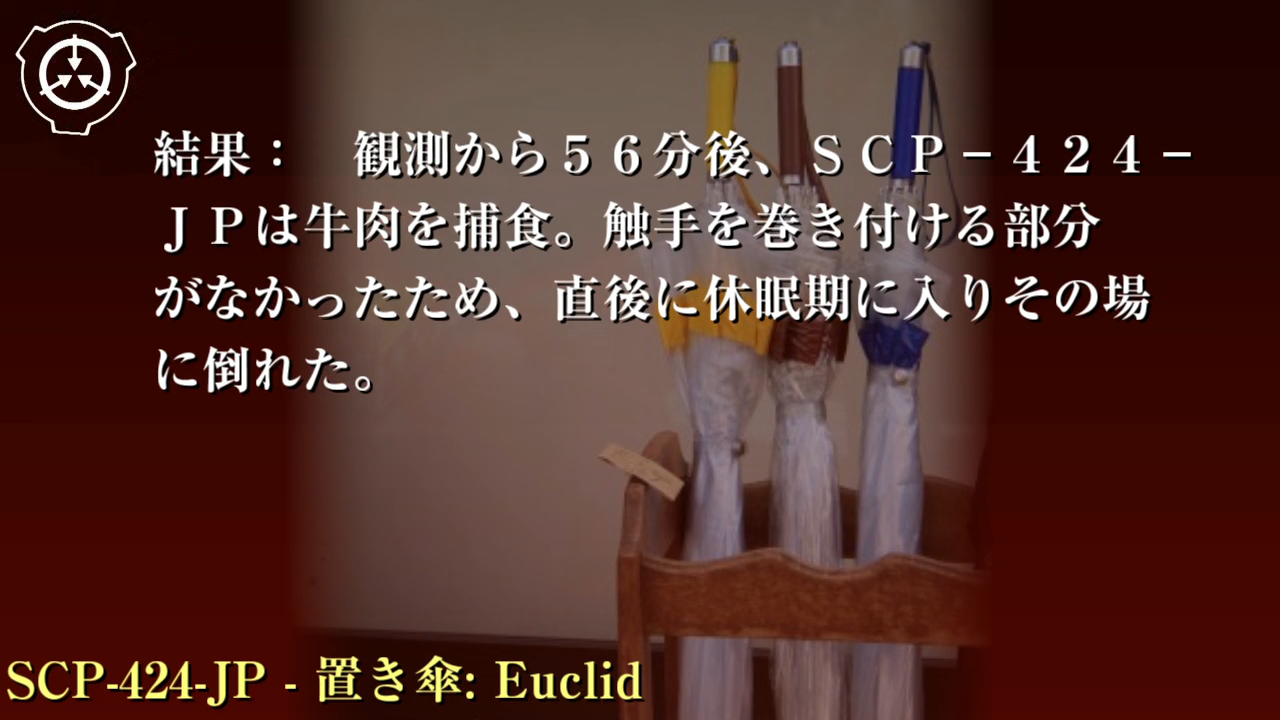 結果：　観測から５６分後、ＳＣＰ－４２４－
ＪＰは牛肉を捕食。触手を巻き付ける部分
がなかったため、直後に休眠期に入りその場
に倒れた。
SCP-424-JP - 置き傘: Euclid